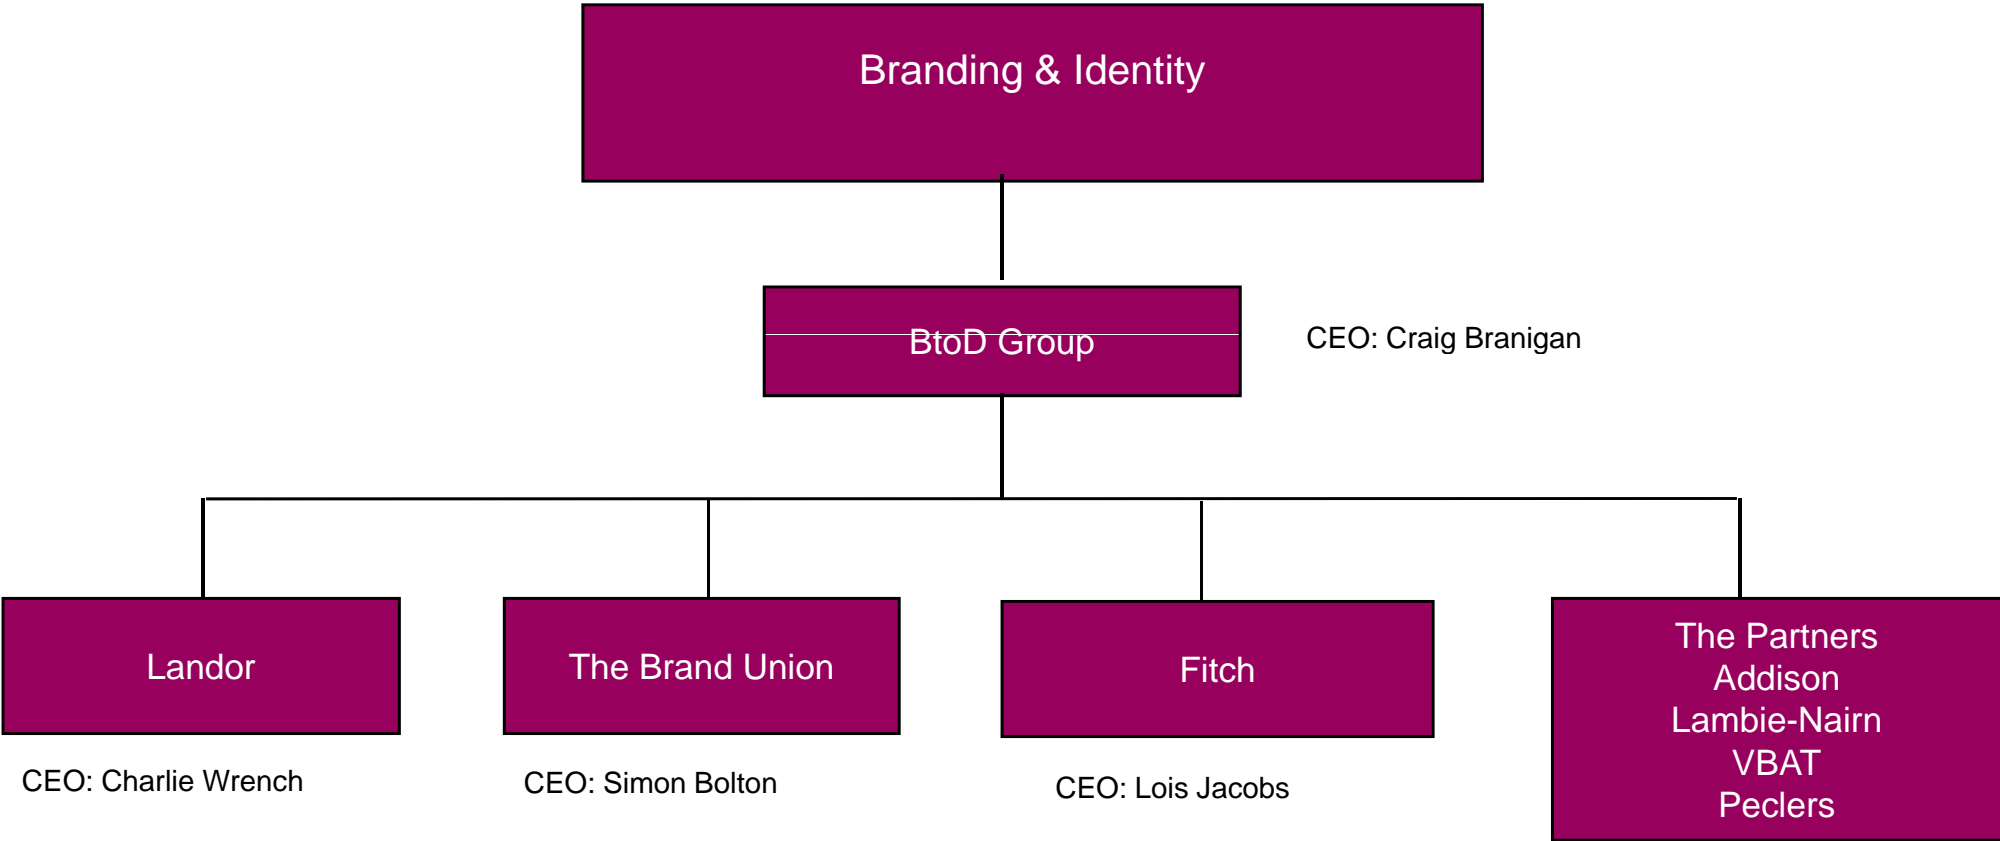 Branding & Identity
BtoD Group
CEO: Craig Branigan
Landor
The Brand Union
Fitch
The Partners
Addison
Lambie-Nairn
VBAT
Peclers
CEO: Charlie Wrench
CEO: Simon Bolton
CEO: Lois Jacobs